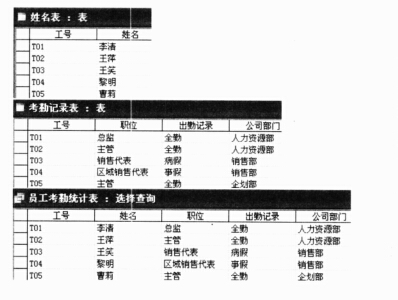 姓名表 : 表
工号 姓名
T01 李清
T02 王萍
T03 王笑
T04 黎明
T05 曹莉
考勤记录表 : 表
工号 职位 出勤记录 公司部门
T01 总监 全勤 人力资源部
T02 主管 全勤 人力资源部
T03 销售代表 病假 销售部
T04 区域销售代表 事假 销售部
T05 主管 全勤 企划部
员工考勤统计表 : 选择查询
工号 姓名 职位 出勤记录 公司部门
T01 李清 总监 全勤 人力资源部
T02 王萍 主管 全勤 人力资源部
T03 王笑 销售代表 病假 销售部
T04 黎明 区域销售代表 事假 销售部
T05 曹莉 主管 全勤 企划部